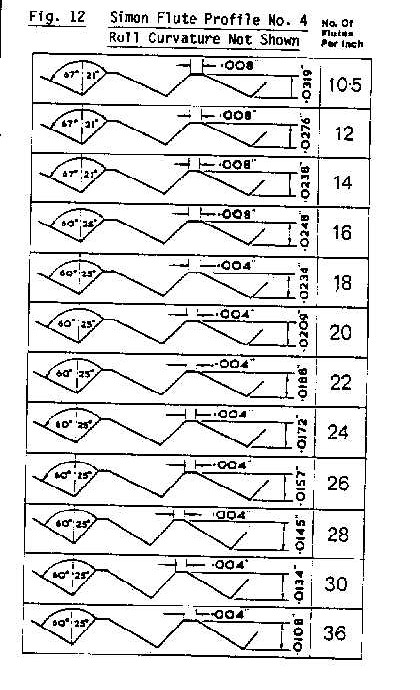 Fig. 12 Simon Flute Profile No. 4
Roll Curvature Not Shown
No. Of Flutes Per Inch
67° 21° .008 .0319" 10·5
67° 21° .008" .0276" 12
67° 21° .008" .0238" 14
60° 25° .008" .0248" 16
60° 25° .004" .0234" 18
60° 25° .004" .0209" 20
60° 25° .004" .0188" 22
60° 25° .004" .0172" 24
60° 25° .004" .0157" 26
60° 25° .004" .0145" 28
60° 25° .004" .0134" 30
60° 25° .004" .0108" 36